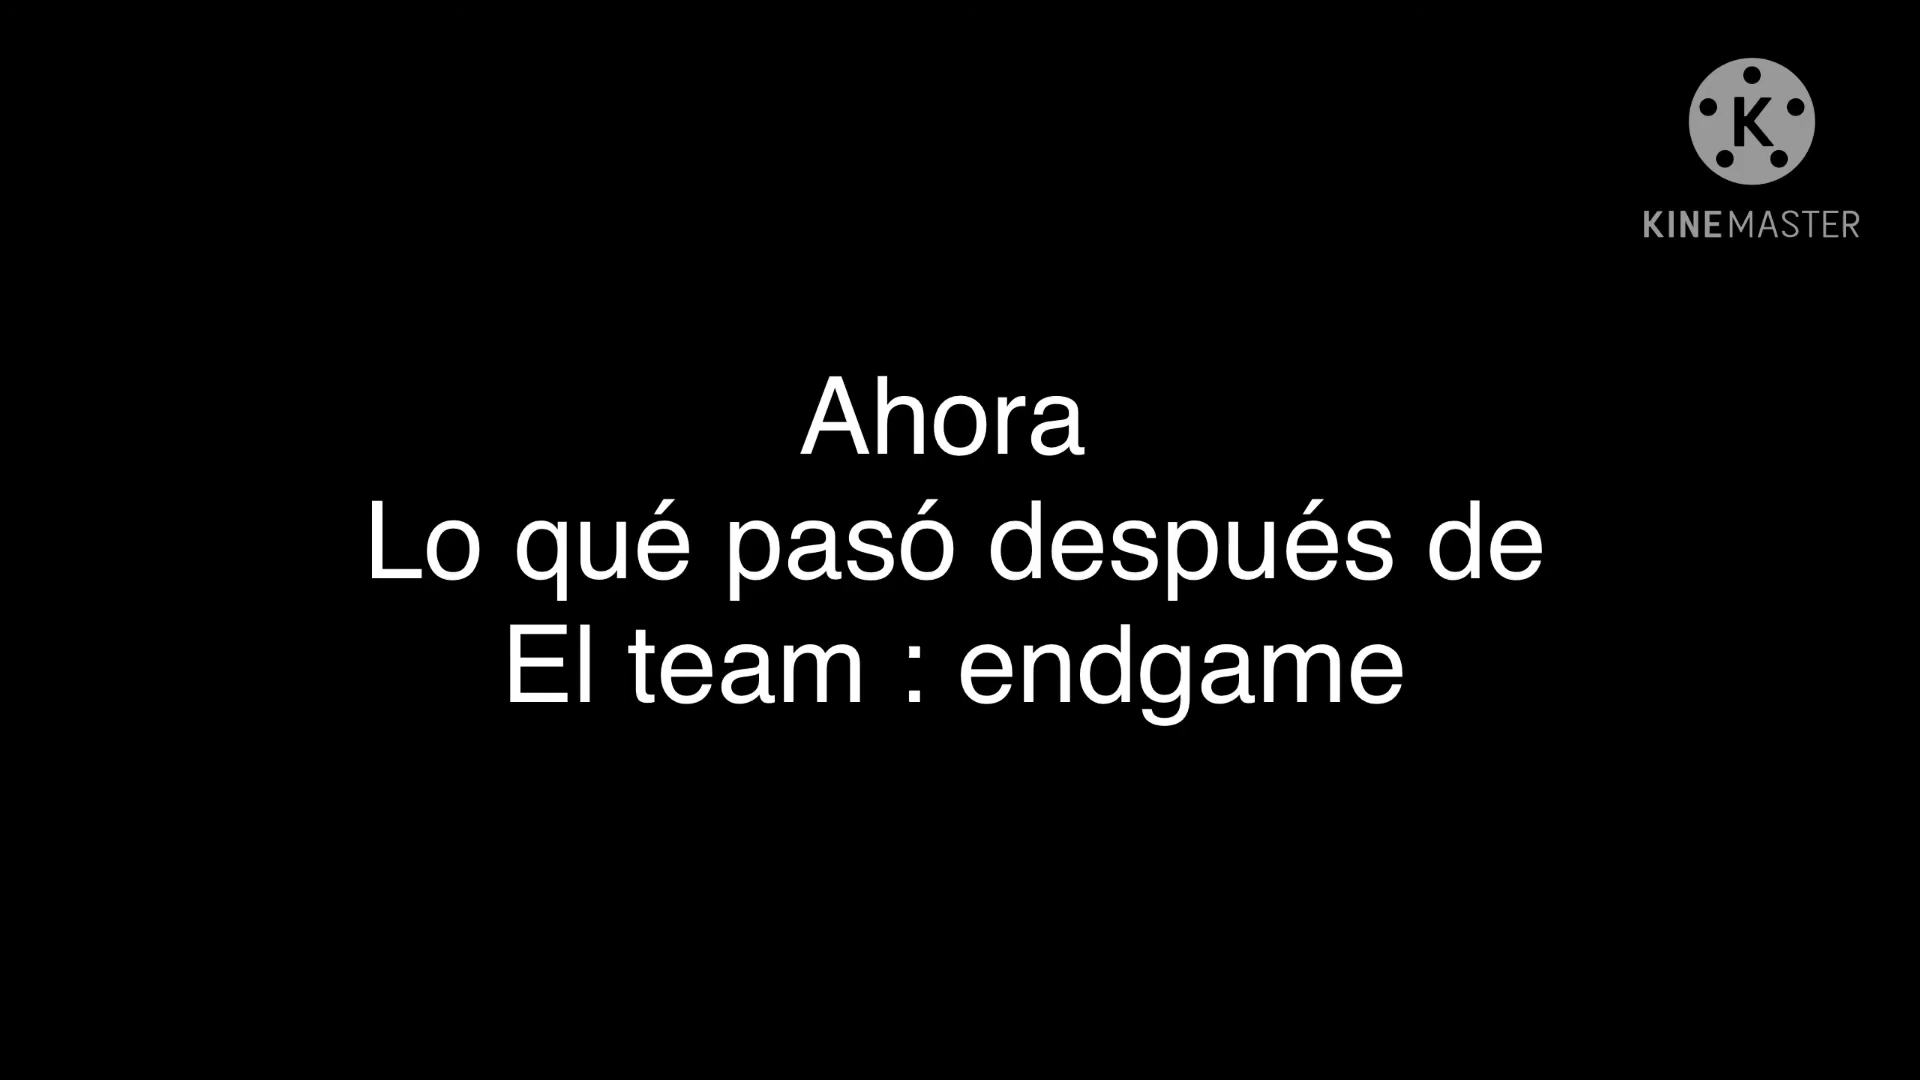 K
KINEMASTER
Ahora
Lo qué pasó después de
El team : endgame